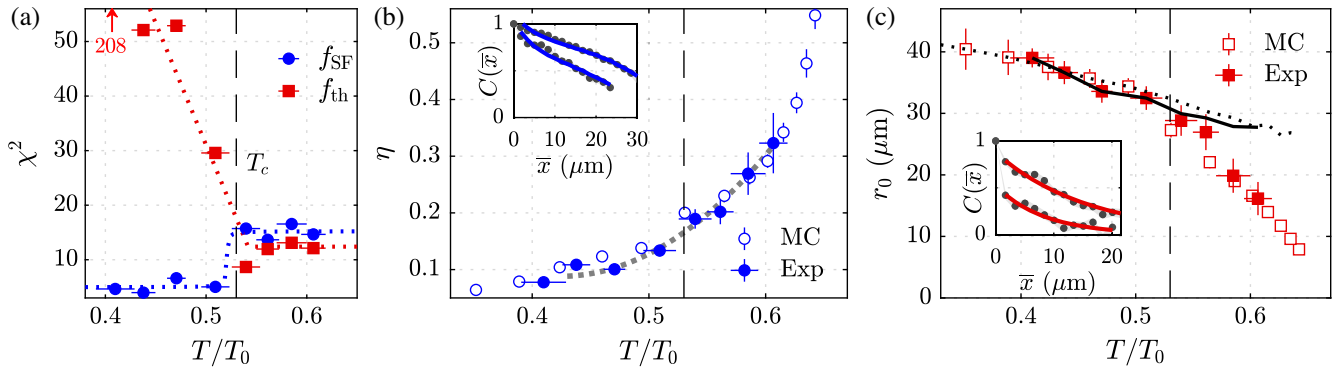 (a)
208
f_SF
f_th
T_c
50
40
30
20
10
χ²
0.4
0.5
0.6
T/T₀
(b)
0.5
0.4
0.3
0.2
0.1
η
1
0
C(x̅)
0
10
20
30
x̅ (μm)
MC
Exp
0.4
0.5
0.6
T/T₀
(c)
40
30
20
10
0
r₀ (μm)
MC
Exp
1
0
C(x̅)
0
10
20
x̅ (μm)
0.4
0.5
0.6
T/T₀